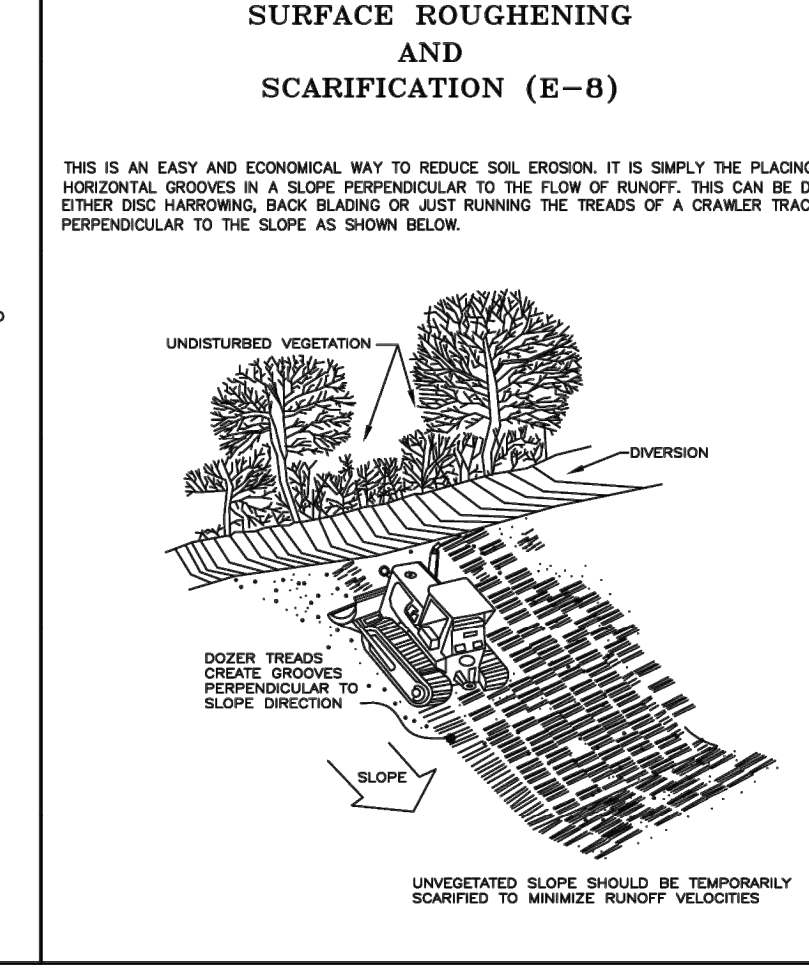 SURFACE ROUGHENING
AND
SCARIFICATION (E-8)
THIS IS AN EASY AND ECONOMICAL WAY TO REDUCE SOIL EROSION. IT IS SIMPLY THE PLACING
HORIZONTAL GROOVES IN A SLOPE PERPENDICULAR TO THE FLOW OF RUNOFF. THIS CAN BE
EITHER DISC HARROWING, BACK BLADING OR JUST RUNNING THE TREADS OF A CRAWLER
PERPENDICULAR TO THE SLOPE AS SHOWN BELOW.
UNDISTURBED VEGETATION
DIVERSION
DOZER TREADS
CREATE GROOVES
PERPENDICULAR TO
SLOPE DIRECTION
SLOPE
UNVEGETATED SLOPE SHOULD BE TEMPORARILY
SCARIFIED TO MINIMIZE RUNOFF VELOCITIES